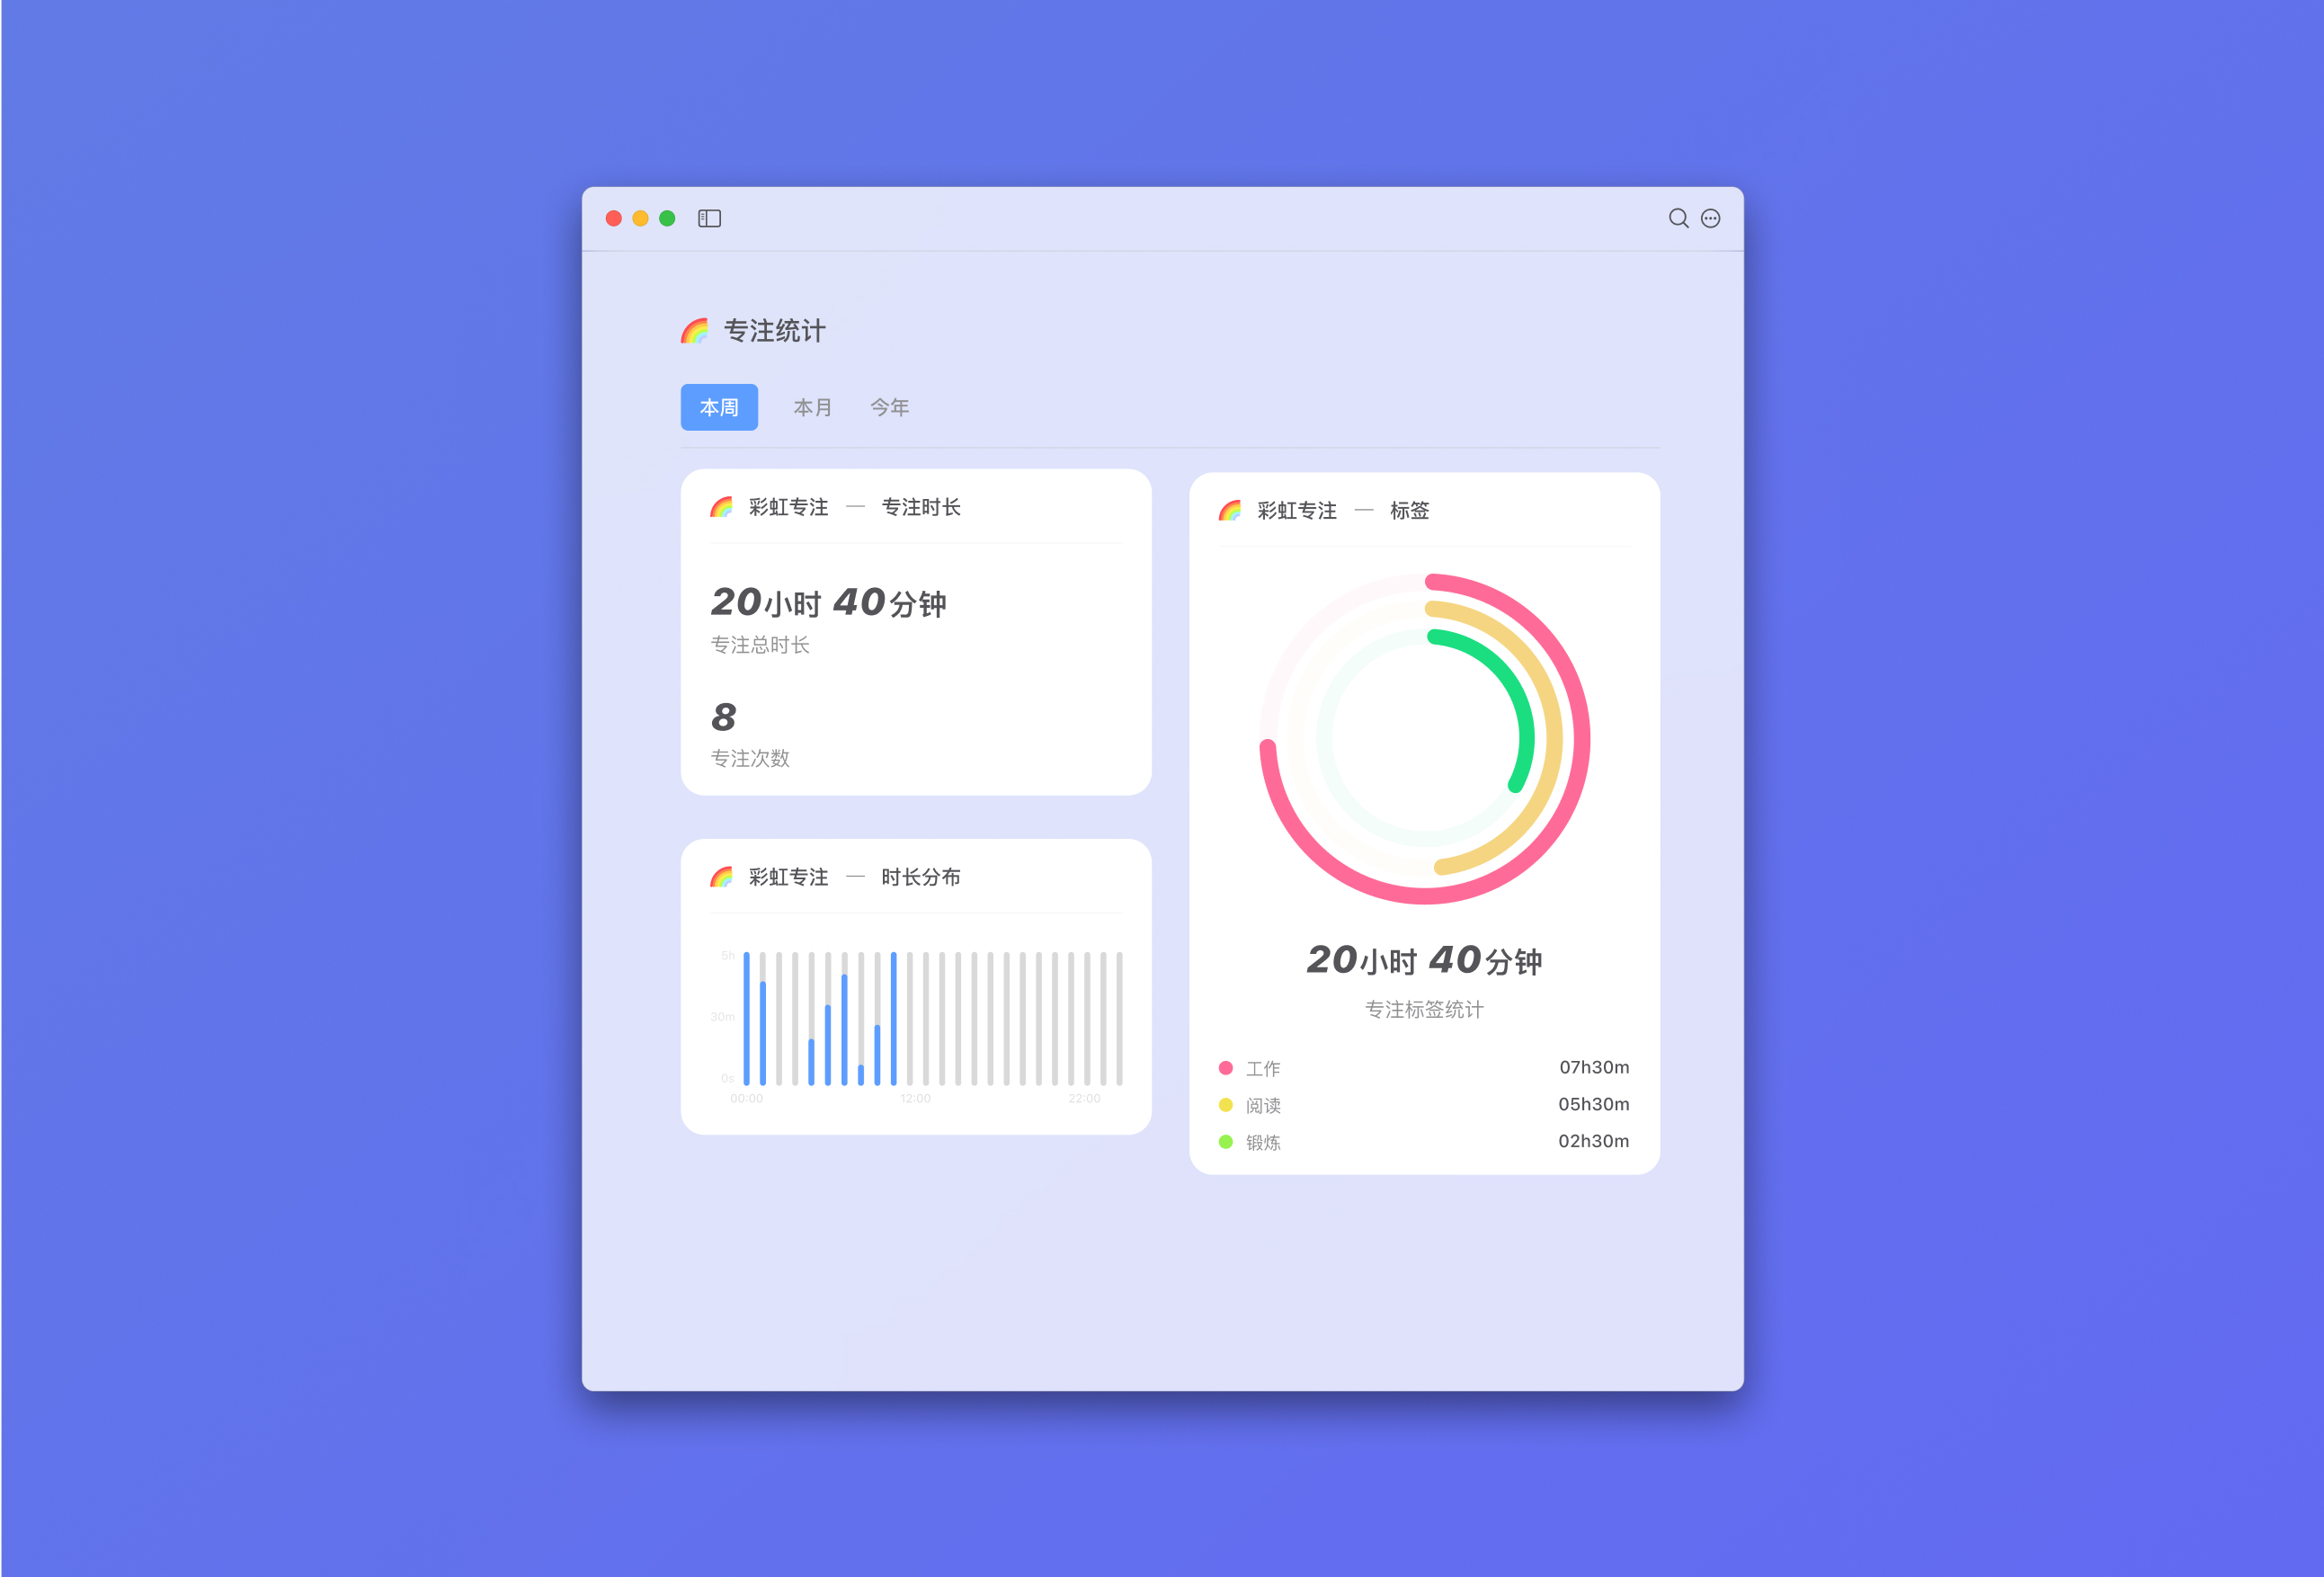 🌈 专注统计
本周 本月 今年
🌈 彩虹专注 — 专注时长
20小时 40分钟
专注总时长
8
专注次数
🌈 彩虹专注 — 时长分布
5h
30m
0s
00:00 12:00 22:00
🌈 彩虹专注 — 标签
20小时 40分钟
专注标签统计
工作 07h30m
阅读 05h30m
锻炼 02h30m